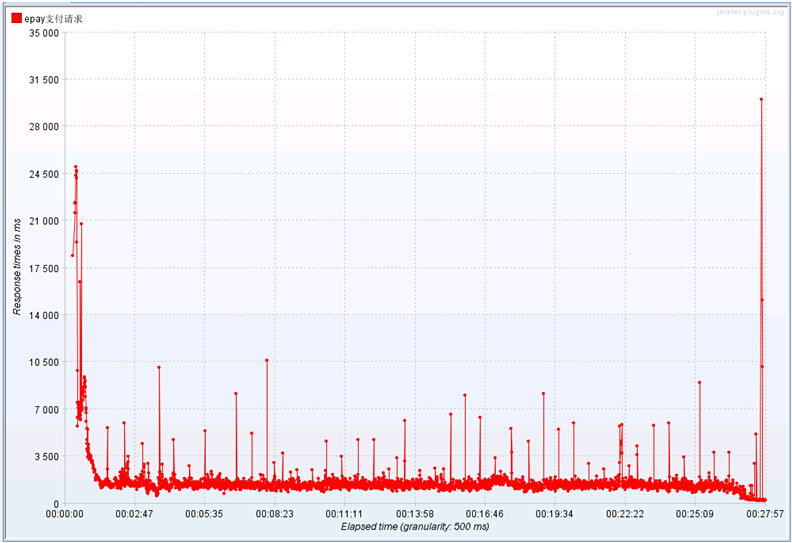 epay支付请求
jmeter-plugins.org
35 000
31 500
28 000
24 500
21 000
17 500
14 000
10 500
7 000
3 500
0
Response times in ms
00:00:00 00:02:47 00:05:35 00:08:23 00:11:11 00:13:58 00:16:46 00:19:34 00:22:22 00:25:09 00:27:57
Elapsed time (granularity: 500 ms)